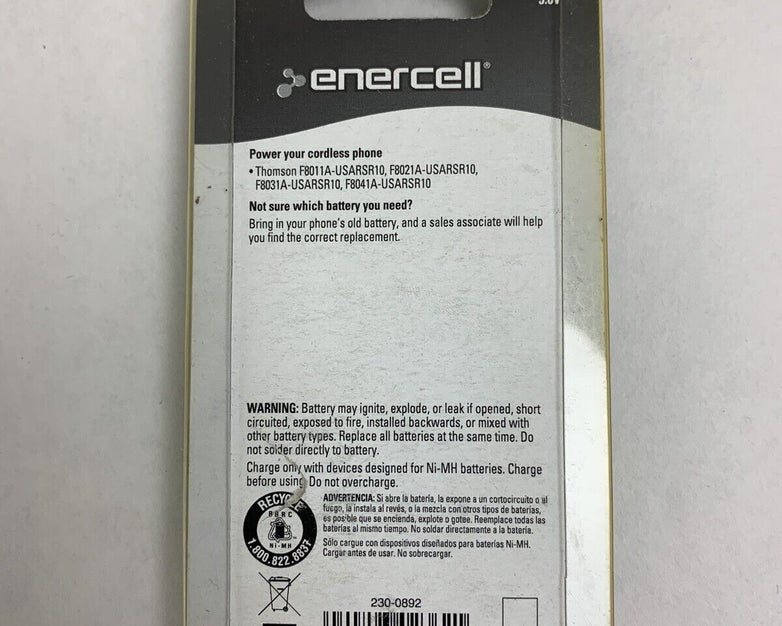 enercell®
Power your cordless phone
• Thomson F8011A-USARSR10, F8021A-USARSR10,
F8031A-USARSR10, F8041A-USARSR10
Not sure which battery you need?
Bring in your phone's old battery, and a sales associate will help
you find the correct replacement.
WARNING: Battery may ignite, explode, or leak if opened, short
circuited, exposed to fire, installed backwards, or mixed with
other battery types. Replace all batteries at the same time. Do
not solder directly to battery.
Charge only with devices designed for Ni-MH batteries. Charge
before using. Do not overcharge.
RECYCLE
RBRC
Ni-MH
1.800.822.8837
ADVERTENCIA: Si abre la batería, la expone a un cortocircuito o al
fuego, la instala al revés, o la mezcla con otros tipos de baterías,
es posible que se encienda, explote o gotee. Reemplace todas las
baterías al mismo tiempo. No soldar directamente a la batería.
Sólo cargue con dispositivos diseñados para baterías Ni-MH.
Cargar antes de usar. No sobrecargar.
230-0892